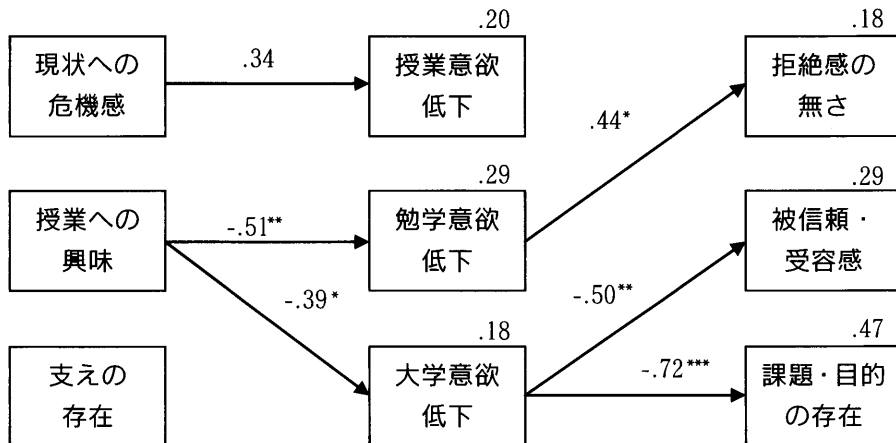 現状への
危機感
.34
.20
授業意欲
低下
.18
拒絶感の
無さ
.44*
授業への
興味
-.51**
-.39*
.29
勉学意欲
低下
.29
被信頼・
受容感
-.50**
支えの
存在
.18
大学意欲
低下
-.72***
.47
課題・目的
の存在